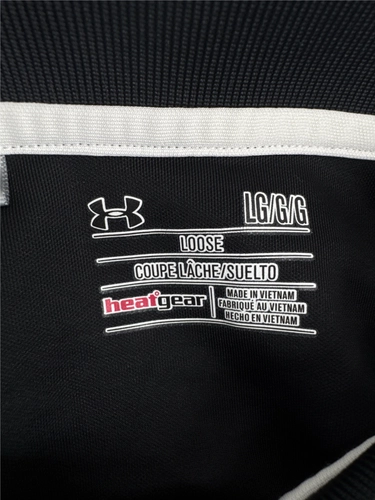 LG/G/G
LOOSE
COUPE LÂCHE/SUELTO
heatgear
MADE IN VIETNAM
FABRIQUÉ AU VIETNAM
HECHO EN VIETNAM